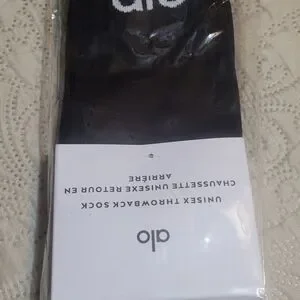 alo
alo
UNISEX THROWBACK SOCK
CHAUSSETTE UNISEXE RETOUR EN
ARRIÈRE